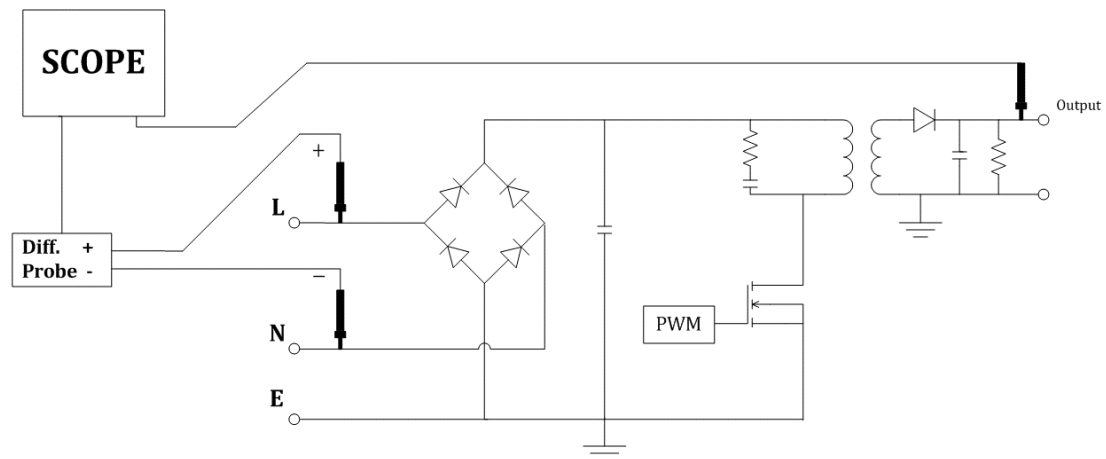 SCOPE
Output
+
L
Diff. +
Probe -
−
N
PWM
E